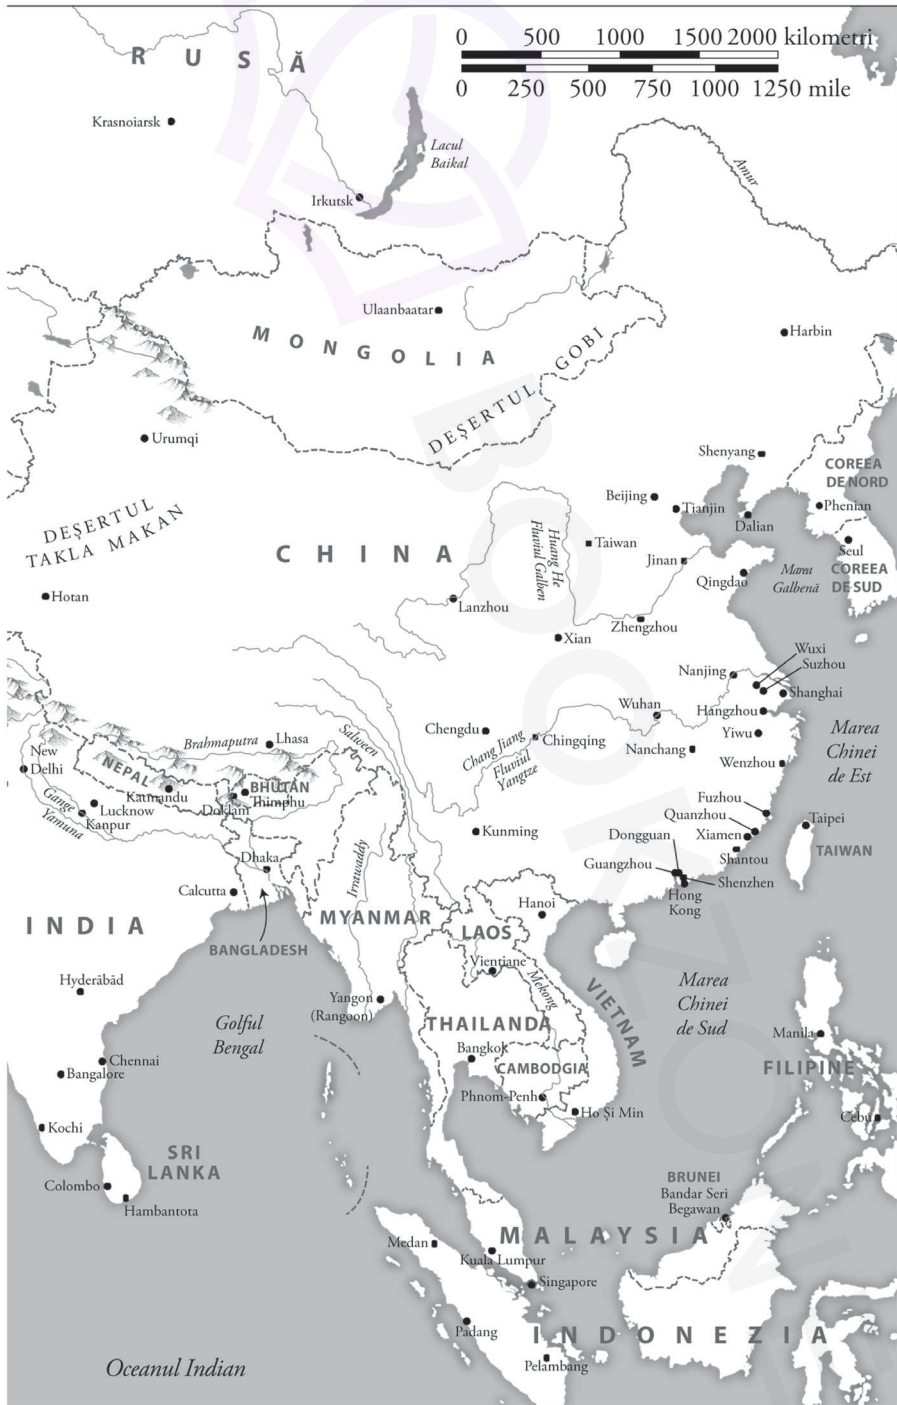 RUSĂ
0 500 1000 1500 2000 kilometri
0 250 500 750 1000 1250 mile
Krasnoiarsk
Lacul
Baikal
Amur
Irkutsk
Ulaanbaatar
MONGOLIA
Harbin
DEȘERTUL GOBI
Urumqi
Shenyang
COREEA
DE NORD
Beijing
Tianjin
Phenian
Dalian
DEȘERTUL
TAKLA MAKAN
CHINA
Huang He
Fluviul Galben
Taiwan
Seul
Jinan
COREEA
DE SUD
Qingdao
Marea
Galbenă
Hotan
Lanzhou
Zhengzhou
Xian
Wuxi
Suzhou
Nanjing
Shanghai
Wuhan
Hangzhou
Chengdu
Yiwu
Marea
Chinei
de Est
Salween
Brahmaputra
Lhasa
Chang Jiang
Fluviul
Yangtze
Chingqing
Nanchang
Wenzhou
New
Delhi
NEPAL
BHUTAN
Katmandu
Thimphu
Doklam
Gange
Yamuna
Lucknow
Kanpur
Fuzhou
Quanzhou
Taipei
Kunming
Dongguan
Xiamen
TAIWAN
Shantou
Irrawaddy
Dhaka
Guangzhou
Shenzhen
Hong
Kong
Calcutta
Hanoi
INDIA
MYANMAR
LAOS
BANGLADESH
Vientiane
Hyderābād
Mekong
VIETNAM
Marea
Chinei
de Sud
Yangon
(Rangoon)
Golful
Bengal
THAILANDA
Manila
Bangkok
Chennai
Bangalore
CAMBODGIA
FILIPINE
Phnom-Penh
Ho Și Min
Cebu
Kochi
SRI
LANKA
BRUNEI
Bandar Seri
Begawan
Colombo
Hambantota
MALAYSIA
Medan
Kuala Lumpur
Singapore
Padang
INDONEZIA
Pelambang
Oceanul Indian
BOOKZONE